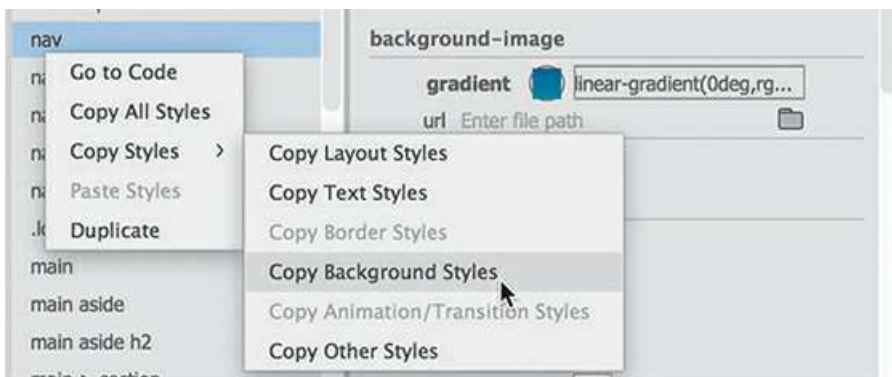 nav
background-image
Go to Code
gradient linear-gradient(0deg,rg...
Copy All Styles
url Enter file path
Copy Styles >
Copy Layout Styles
Paste Styles
Copy Text Styles
Duplicate
Copy Border Styles
main
Copy Background Styles
main aside
Copy Animation/Transition Styles
main aside h2
Copy Other Styles